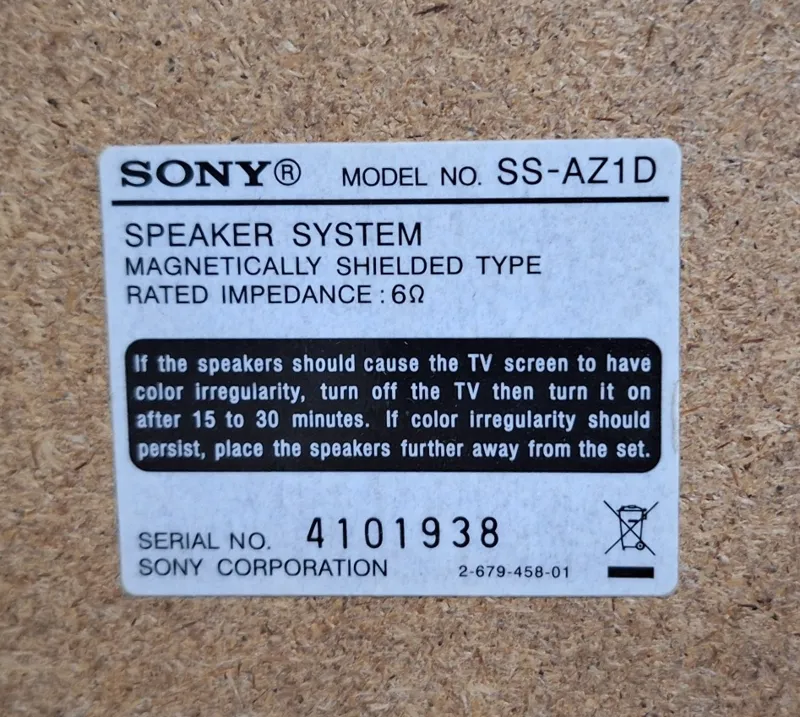 SONY® MODEL NO. SS-AZ1D
SPEAKER SYSTEM
MAGNETICALLY SHIELDED TYPE
RATED IMPEDANCE : 6Ω
If the speakers should cause the TV screen to have
color irregularity, turn off the TV then turn it on
after 15 to 30 minutes. If color irregularity should
persist, place the speakers further away from the set.
SERIAL NO. 4101938
SONY CORPORATION 2-679-458-01